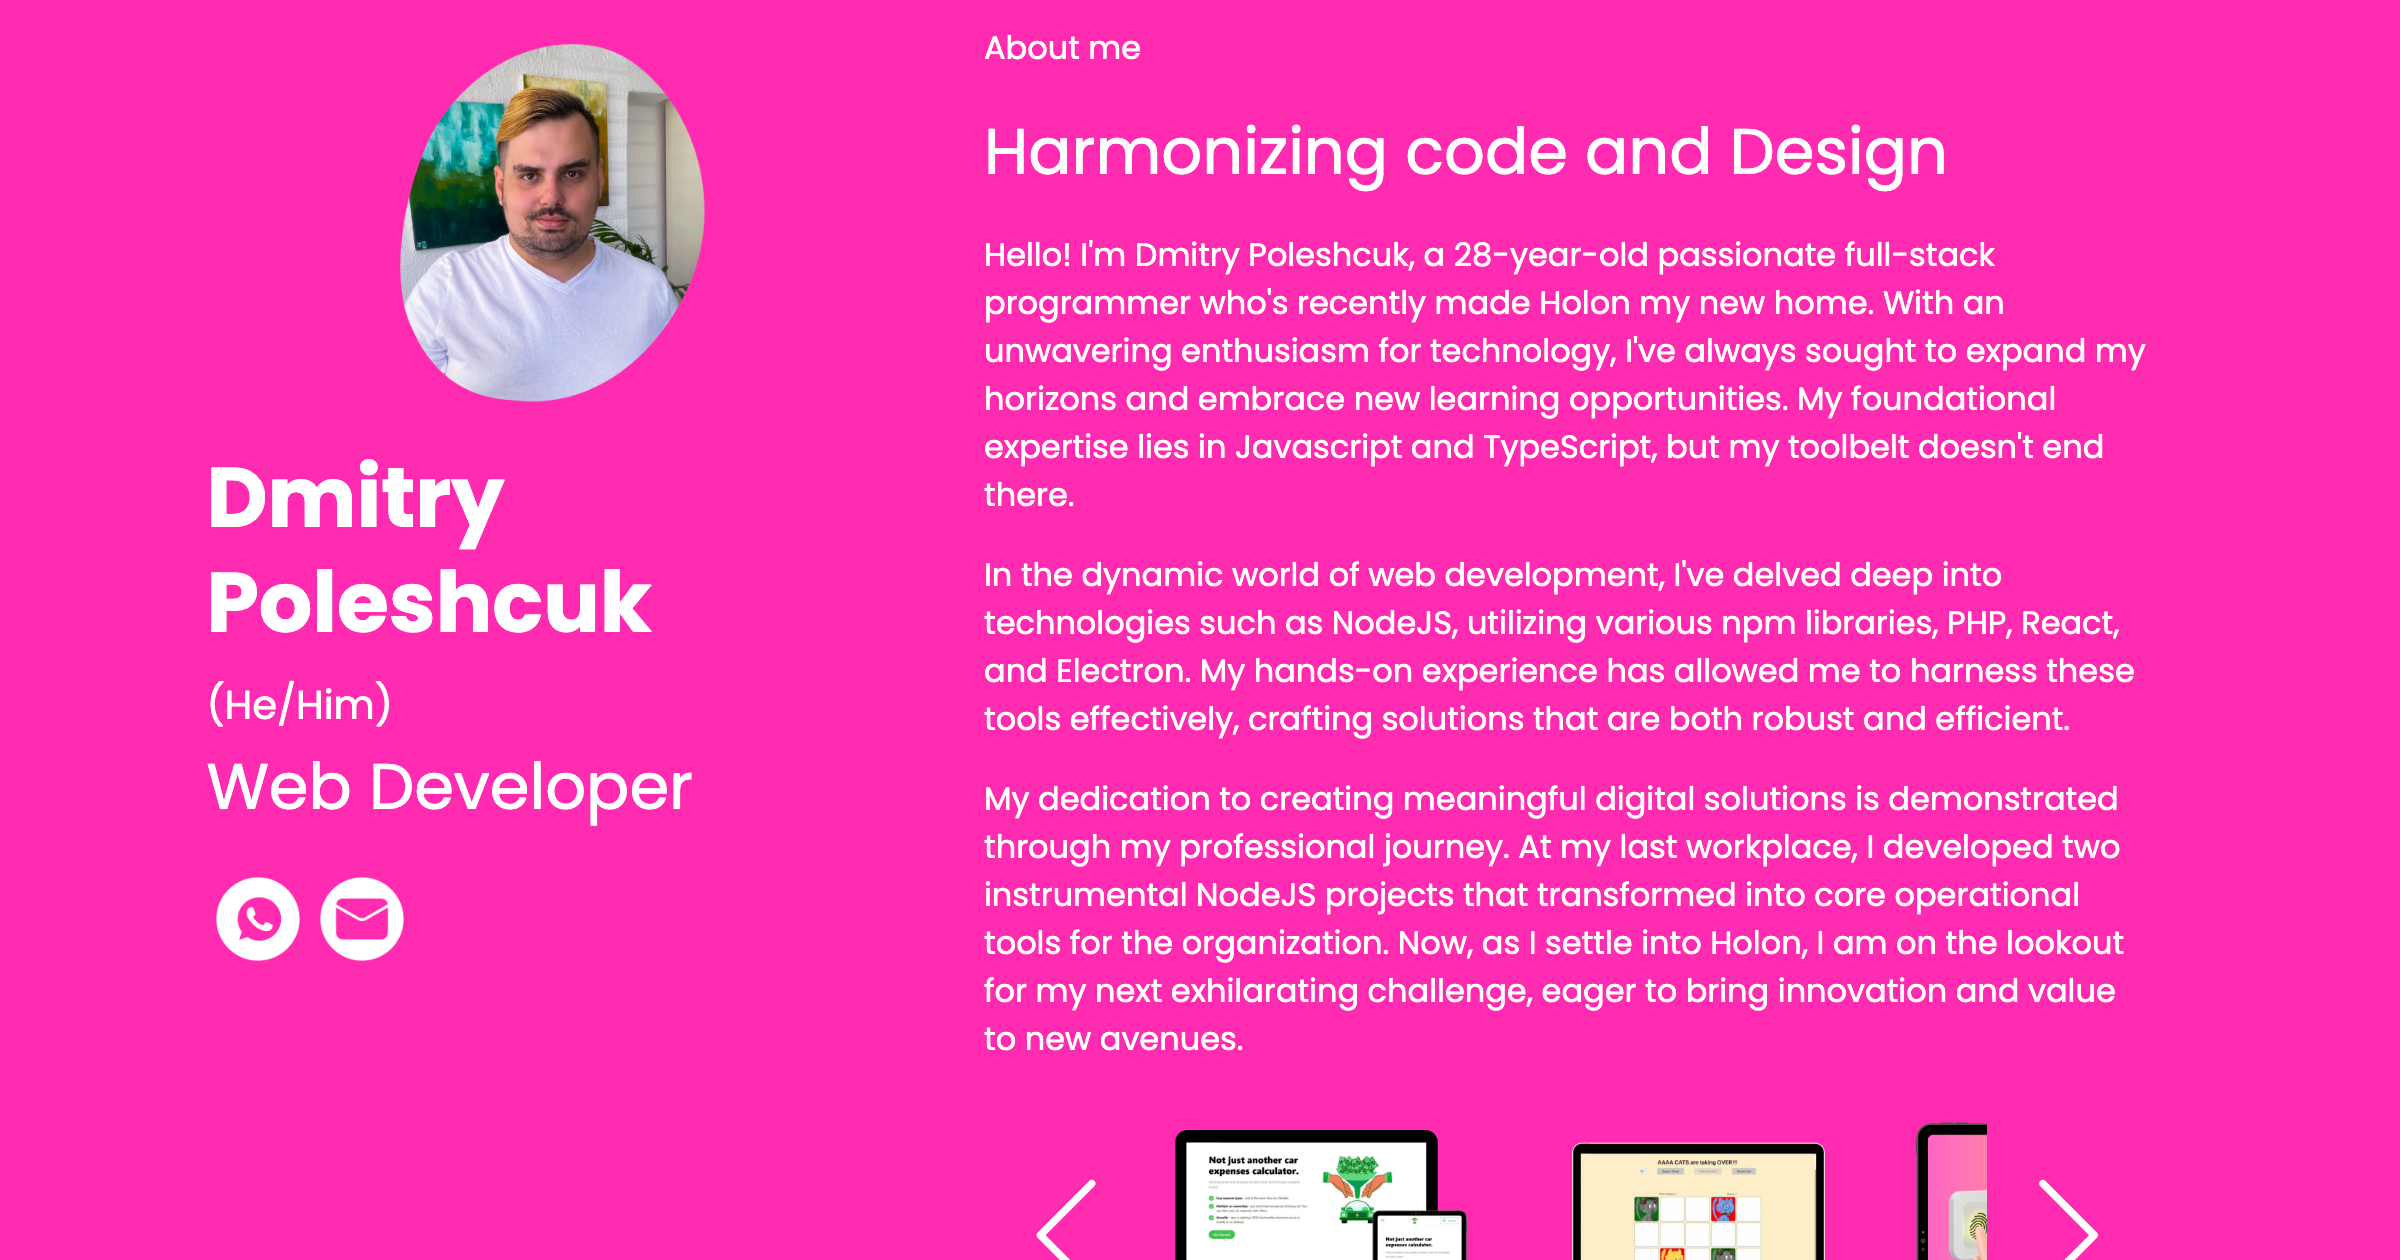 Dmitry
Poleshcuk
(He/Him)
Web Developer
About me
Harmonizing code and Design
Hello! I'm Dmitry Poleshcuk, a 28-year-old passionate full-stack
programmer who's recently made Holon my new home. With an
unwavering enthusiasm for technology, I've always sought to expand my
horizons and embrace new learning opportunities. My foundational
expertise lies in Javascript and TypeScript, but my toolbelt doesn't end
there.
In the dynamic world of web development, I've delved deep into
technologies such as NodeJS, utilizing various npm libraries, PHP, React,
and Electron. My hands-on experience has allowed me to harness these
tools effectively, crafting solutions that are both robust and efficient.
My dedication to creating meaningful digital solutions is demonstrated
through my professional journey. At my last workplace, I developed two
instrumental NodeJS projects that transformed into core operational
tools for the organization. Now, as I settle into Holon, I am on the lookout
for my next exhilarating challenge, eager to bring innovation and value
to new avenues.
Not just another car
expenses calculator.
Not just another car
expenses calculator.
AAAA CATS are taking OVER!!!